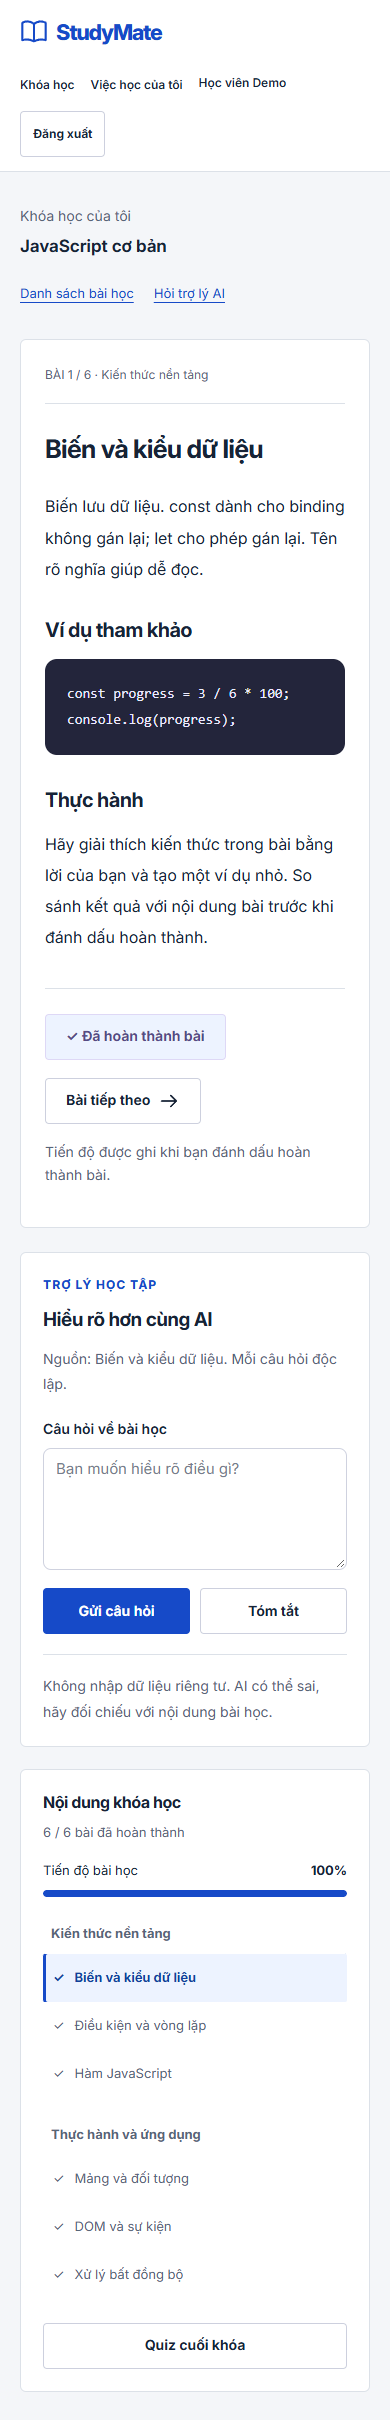 StudyMate
Khóa học Việc học của tôi Học viên Demo
Đăng xuất
Khóa học của tôi
JavaScript cơ bản
Danh sách bài học Hỏi trợ lý AI
BÀI 1 / 6 · Kiến thức nền tảng
Biến và kiểu dữ liệu
Biến lưu dữ liệu. const dành cho binding
không gán lại; let cho phép gán lại. Tên
rõ nghĩa giúp dễ đọc.
Ví dụ tham khảo
const progress = 3 / 6 * 100;
console.log(progress);
Thực hành
Hãy giải thích kiến thức trong bài bằng
lời của bạn và tạo một ví dụ nhỏ. So
sánh kết quả với nội dung bài trước khi
đánh dấu hoàn thành.
✓ Đã hoàn thành bài
Bài tiếp theo →
Tiến độ được ghi khi bạn đánh dấu hoàn
thành bài.
TRỢ LÝ HỌC TẬP
Hiểu rõ hơn cùng AI
Nguồn: Biến và kiểu dữ liệu. Mỗi câu hỏi độc
lập.
Câu hỏi về bài học
Bạn muốn hiểu rõ điều gì?
Gửi câu hỏi Tóm tắt
Không nhập dữ liệu riêng tư. AI có thể sai,
hãy đối chiếu với nội dung bài học.
Nội dung khóa học
6 / 6 bài đã hoàn thành
Tiến độ bài học 100%
Kiến thức nền tảng
✓ Biến và kiểu dữ liệu
✓ Điều kiện và vòng lặp
✓ Hàm JavaScript
Thực hành và ứng dụng
✓ Mảng và đối tượng
✓ DOM và sự kiện
✓ Xử lý bất đồng bộ
Quiz cuối khóa